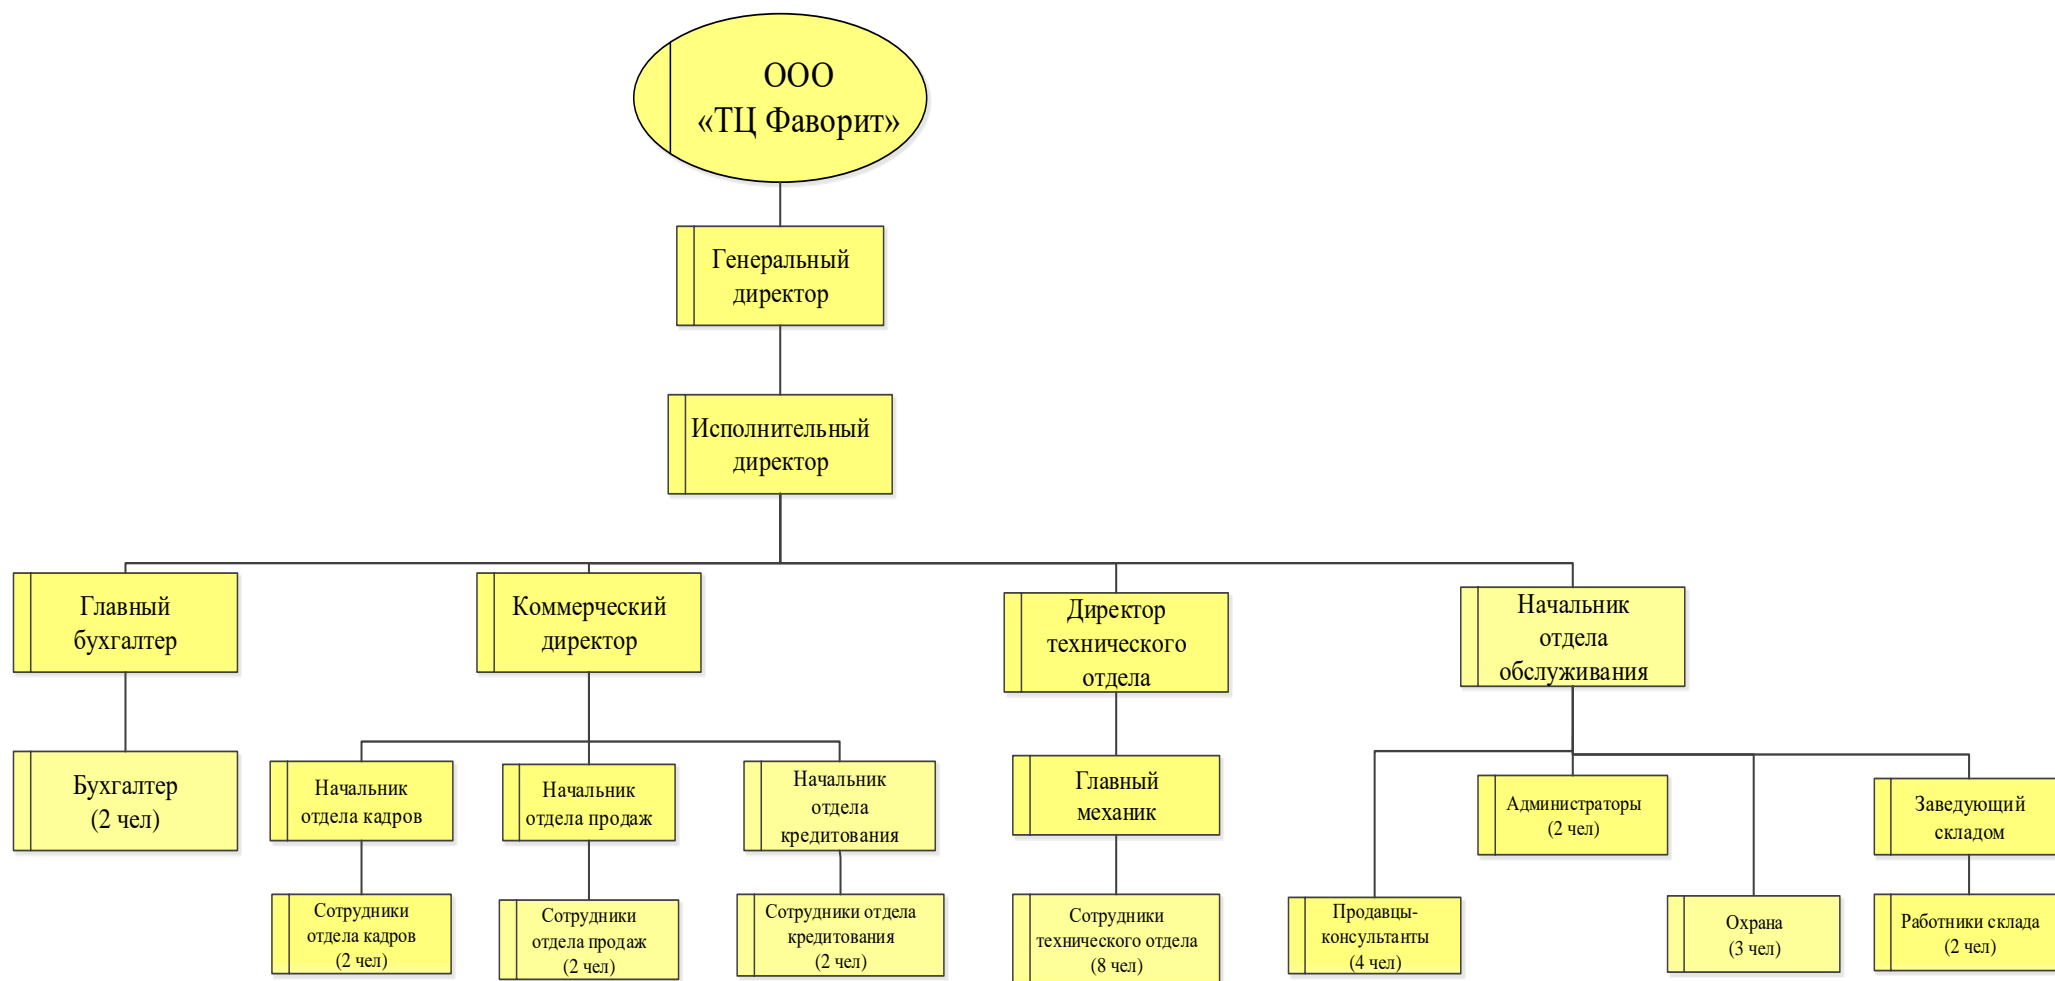 ООО
«ТЦ Фаворит»
Генеральный
директор
Исполнительный
директор
Главный
бухгалтер
Коммерческий
директор
Директор
технического
отдела
Начальник
отдела
обслуживания
Бухгалтер
(2 чел)
Начальник
отдела кадров
Начальник
отдела продаж
Начальник
отдела
кредитования
Главный
механик
Администраторы
(2 чел)
Заведующий
складом
Сотрудники
отдела кадров
(2 чел)
Сотрудники
отдела продаж
(2 чел)
Сотрудники отдела
кредитования
(2 чел)
Сотрудники
технического отдела
(8 чел)
Продавцы-
консультанты
(4 чел)
Охрана
(3 чел)
Работники склада
(2 чел)